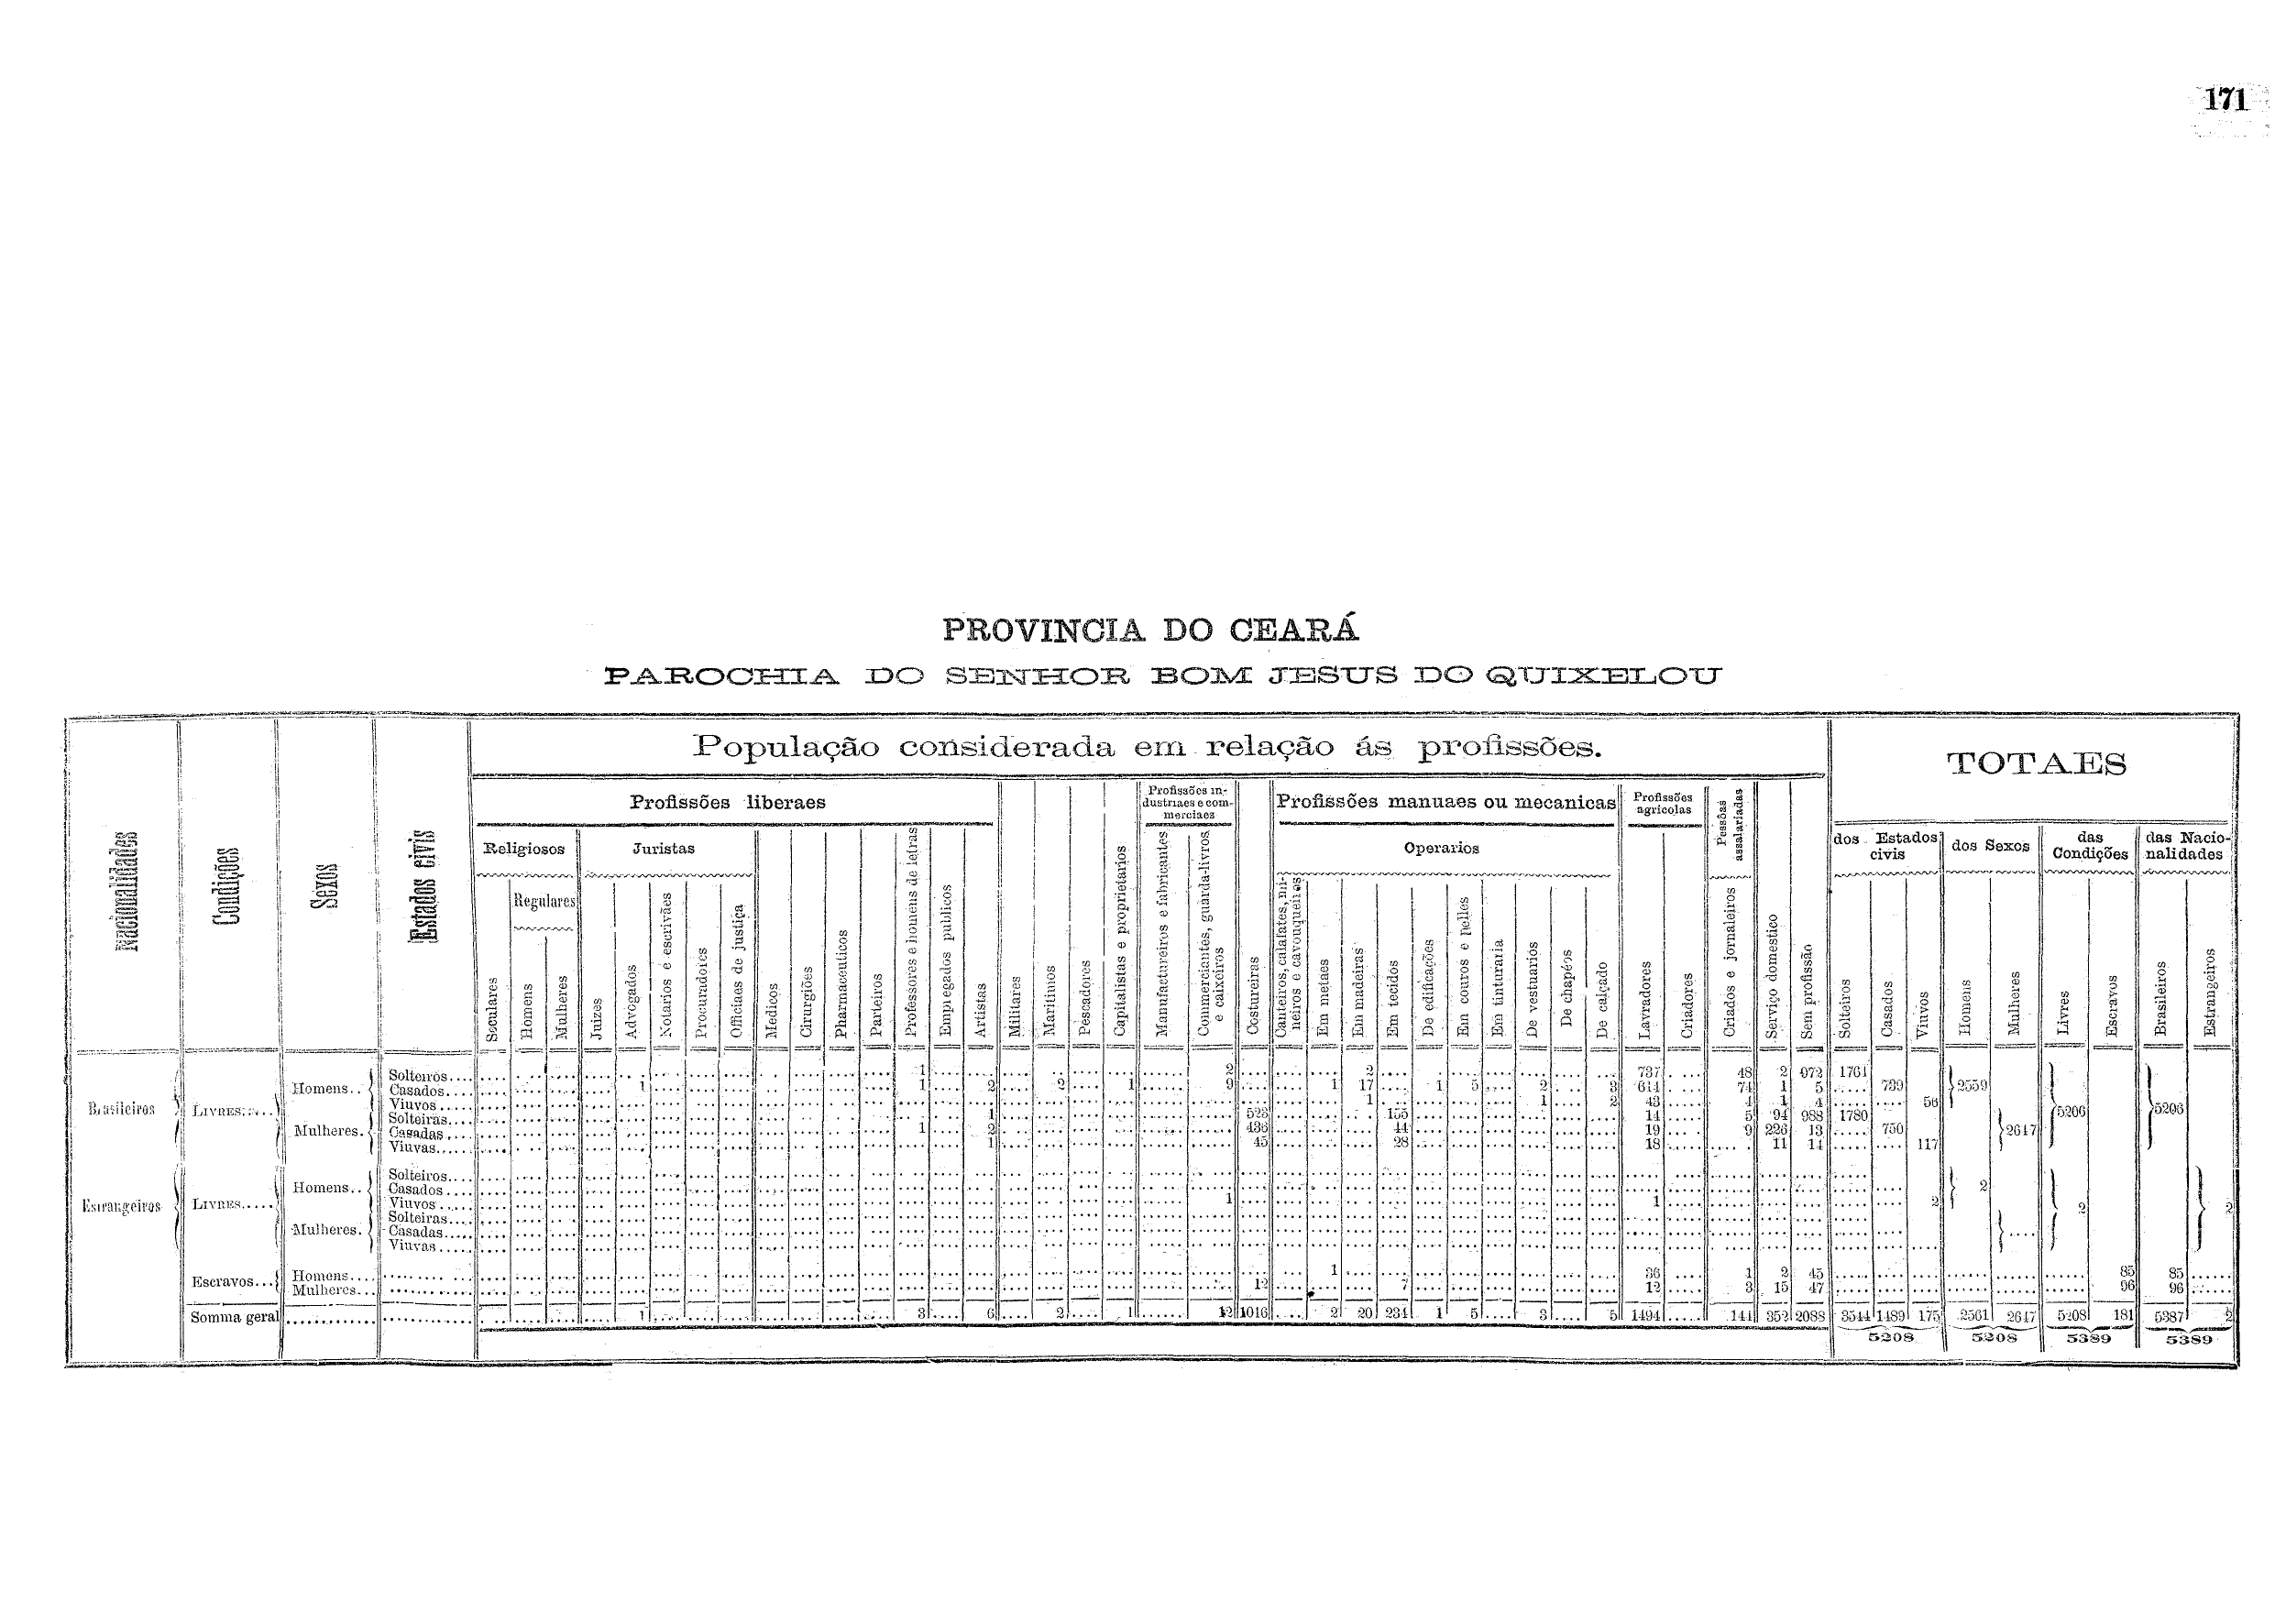 171
PROVINCIA DO CEARÁ
PAROCHIA DO SENHOR BOM JESUS DO QUIXELOU
Nacionalidades Condições Sexos Estados civis
População considerada em relação ás profissões. TOTAES
Profissões liberaes Profissões industriaes e commerciaes Profissões manuaes ou mecanicas Profissões agricolas Pessôas assalariadas dos Estados civis dos Sexos das Condições das Nacionalidades
Religiosos Juristas Operarios
Regulares
Seculares Homens Mulheres Juizes Advogados Notarios e escrivães Procuradores Officiaes de justiça Medicos Cirurgiões Pharmaceuticos Parteiros Professores e homens de letras Empregados publicos Artistas Militares Maritimos Pescadores Capitalistas e proprietarios Manufactureiros e fabricantes Commerciantes, guarda-livros e caixeiros Costureiras Canteiros, calafates, mineiros e cavouqueiros Em metaes Em madeiras Em tecidos De edificações Em couros e pelles Em tinturaria De vestuarios De chapéos De calçado Lavradores Criadores Criados e jornaleiros Serviço domestico Sem profissão Solteiros Casados Viuvos Homens Mulheres Livres Escravos Brasileiros Estrangeiros
Brasileiros LIVRES Homens Solteiros 1 2 2 737 48 2 972 1761
Casados 1 1 2 2 1 9 1 17 1 5 2 3 614 74 1 5 739 2559
Viuvos 1 1 2 43 4 1 4 56
Mulheres Solteiras 1 523 155 14 5 94 988 1780 5206 5206
Casadas 1 2 436 44 19 9 226 13 750 2647
Viuvas 1 45 28 18 11 14 117
Estrangeiros LIVRES Homens Solteiros
Casados 2
Viuvos 1 1 2 2 2
Mulheres Solteiras
Casadas
Viuvas
Escravos Homens 1 36 1 2 45 85 85
Mulheres 12 7 12 3 15 47 96 96
Somma geral 1 3 6 2 1 12 1016 2 20 234 1 5 3 5 1494 144 352 2088 3544 1489 175 2561 2647 5208 181 5387 2
5208 5208 5389 5389